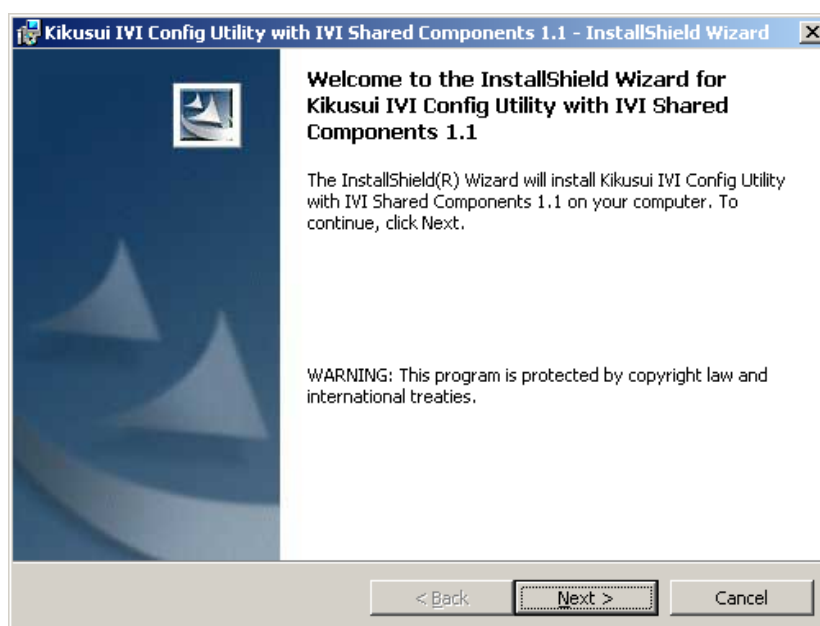 Kikusui IVI Config Utility with IVI Shared Components 1.1 - InstallShield Wizard
Welcome to the InstallShield Wizard for
Kikusui IVI Config Utility with IVI Shared
Components 1.1
The InstallShield(R) Wizard will install Kikusui IVI Config Utility
with IVI Shared Components 1.1 on your computer. To
continue, click Next.
WARNING: This program is protected by copyright law and
international treaties.
< Back
Next >
Cancel